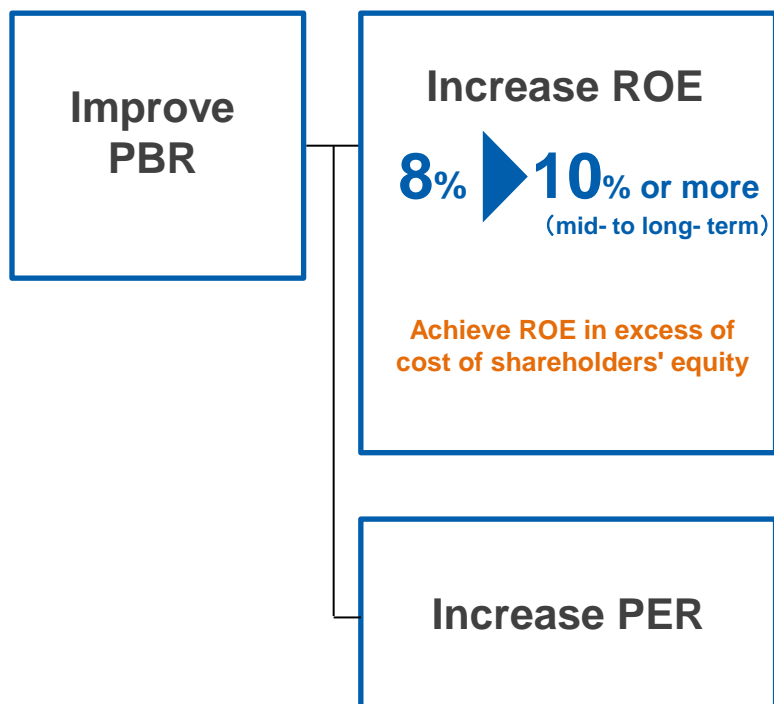 Improve
PBR
Increase ROE
8% 10% or more
（mid- to long- term）
Achieve ROE in excess of
cost of shareholders' equity
Increase PER